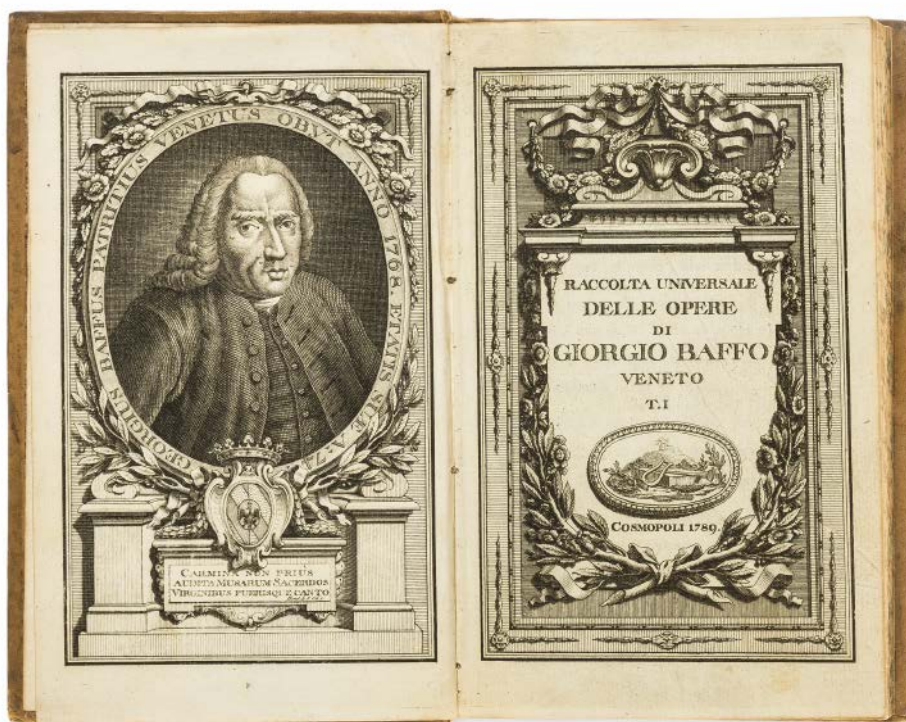 GEORGIUS BAFFUS PATRITIUS VENETUS OBYT ANNO 1768. ETATIS SUÆ A:
CARMINA NON PRIUS
AUDITA MUSARUM SACERDOS
VIRGINIBUS PUERISQUE CANTO
RACCOLTA UNIVERSALE
DELLE OPERE
DI
GIORGIO BAFFO
VENETO
T.I
COSMOPOLI 1789.